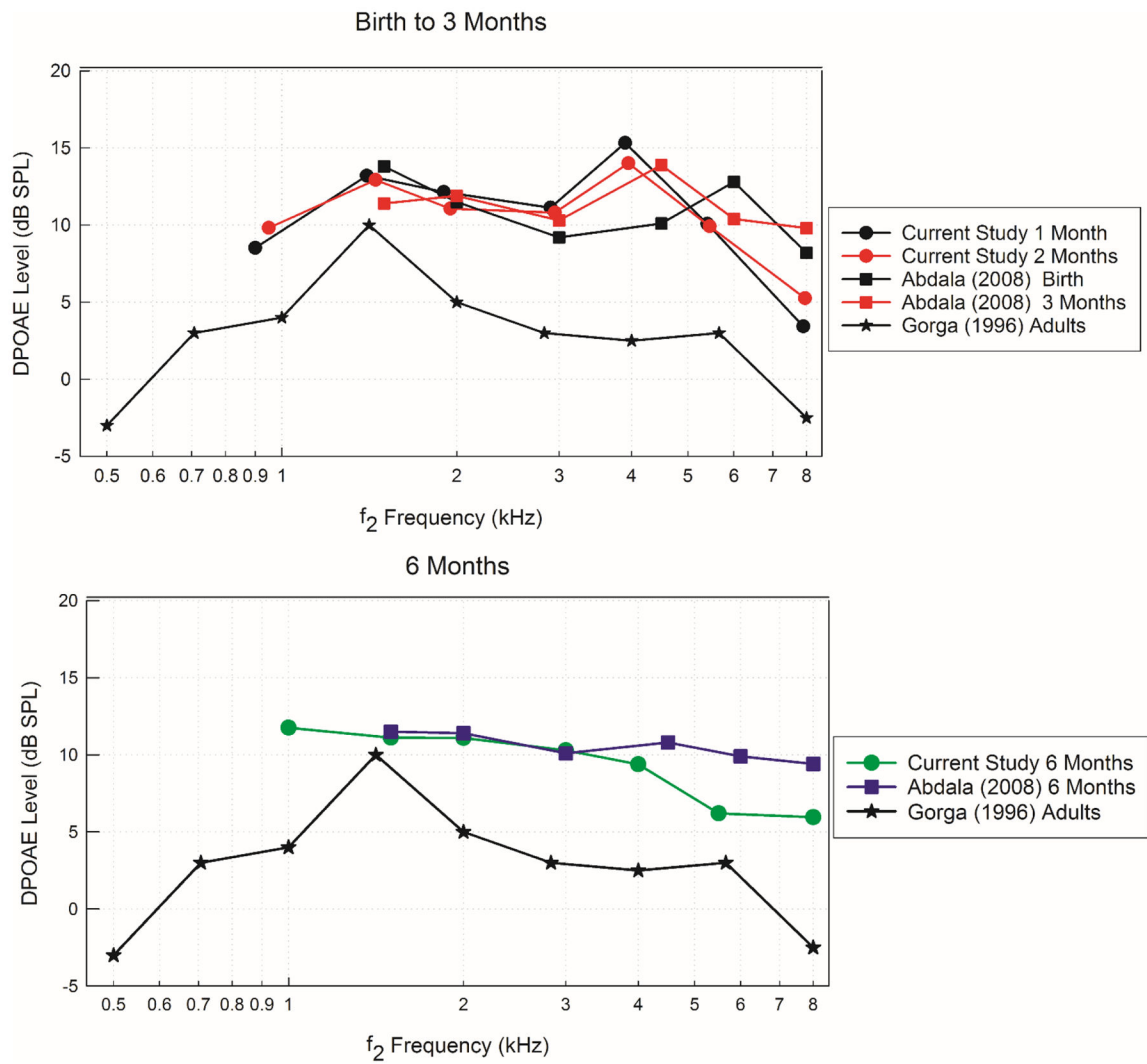 Birth to 3 Months
20
15
10
5
0
-5
DPOAE Level (dB SPL)
0.5 0.6 0.7 0.8 0.9 1 2 3 4 5 6 7 8
f2 Frequency (kHz)
Current Study 1 Month
Current Study 2 Months
Abdala (2008) Birth
Abdala (2008) 3 Months
Gorga (1996) Adults
6 Months
20
15
10
5
0
-5
DPOAE Level (dB SPL)
0.5 0.6 0.7 0.8 0.9 1 2 3 4 5 6 7 8
f2 Frequency (kHz)
Current Study 6 Months
Abdala (2008) 6 Months
Gorga (1996) Adults